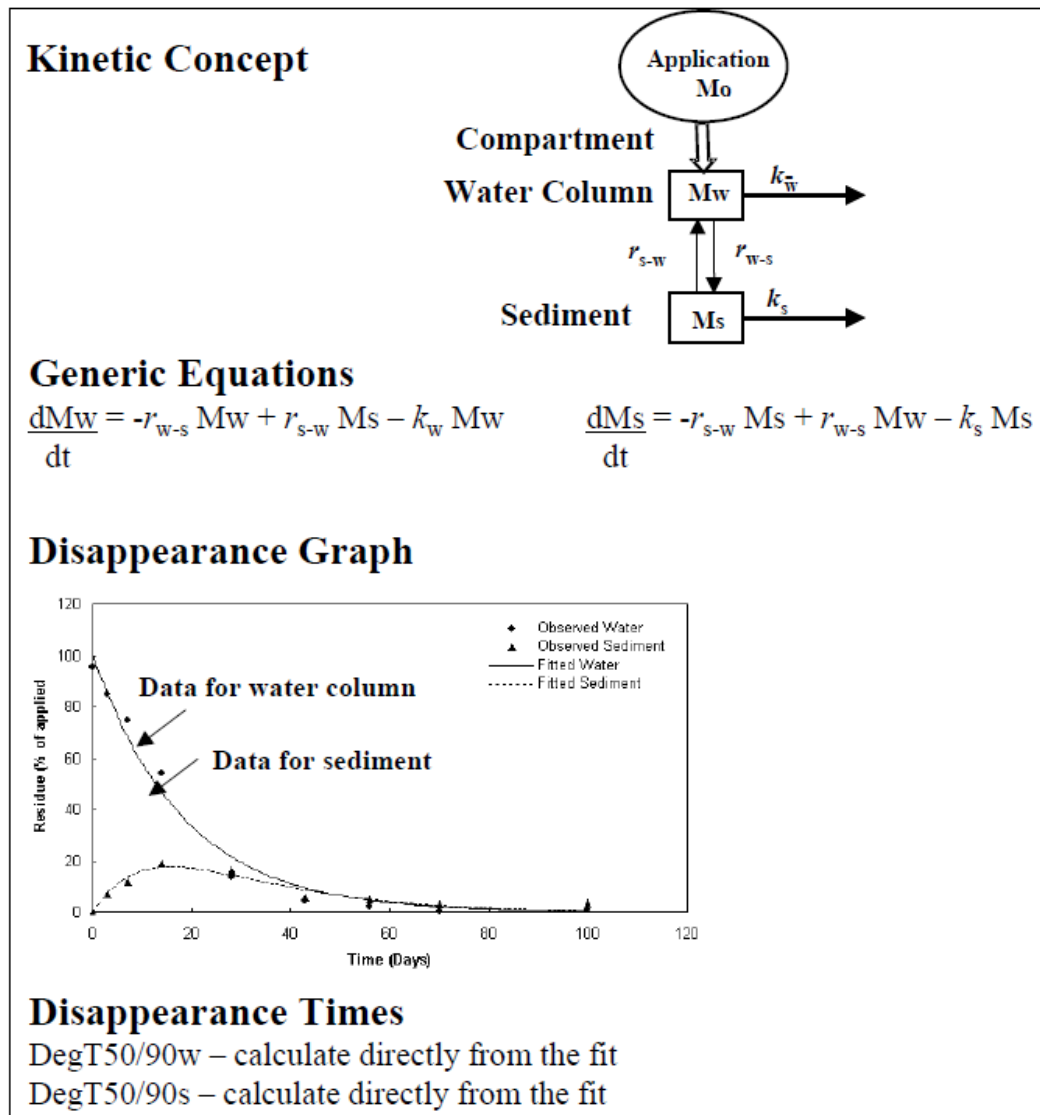 Kinetic Concept
Application
Mo
Compartment
Water Column
Mw
kw
rs-w
rw-s
Sediment
Ms
ks
Generic Equations
dMw = -rw-s Mw + rs-w Ms – kw Mw
dt
dMs = -rs-w Ms + rw-s Mw – ks Ms
dt
Disappearance Graph
120
100
80
60
40
20
0
Residue (% of applied
Observed Water
Observed Sediment
Fitted Water
Fitted Sediment
Data for water column
Data for sediment
0 20 40 60 80 100 120
Time (Days)
Disappearance Times
DegT50/90w – calculate directly from the fit
DegT50/90s – calculate directly from the fit